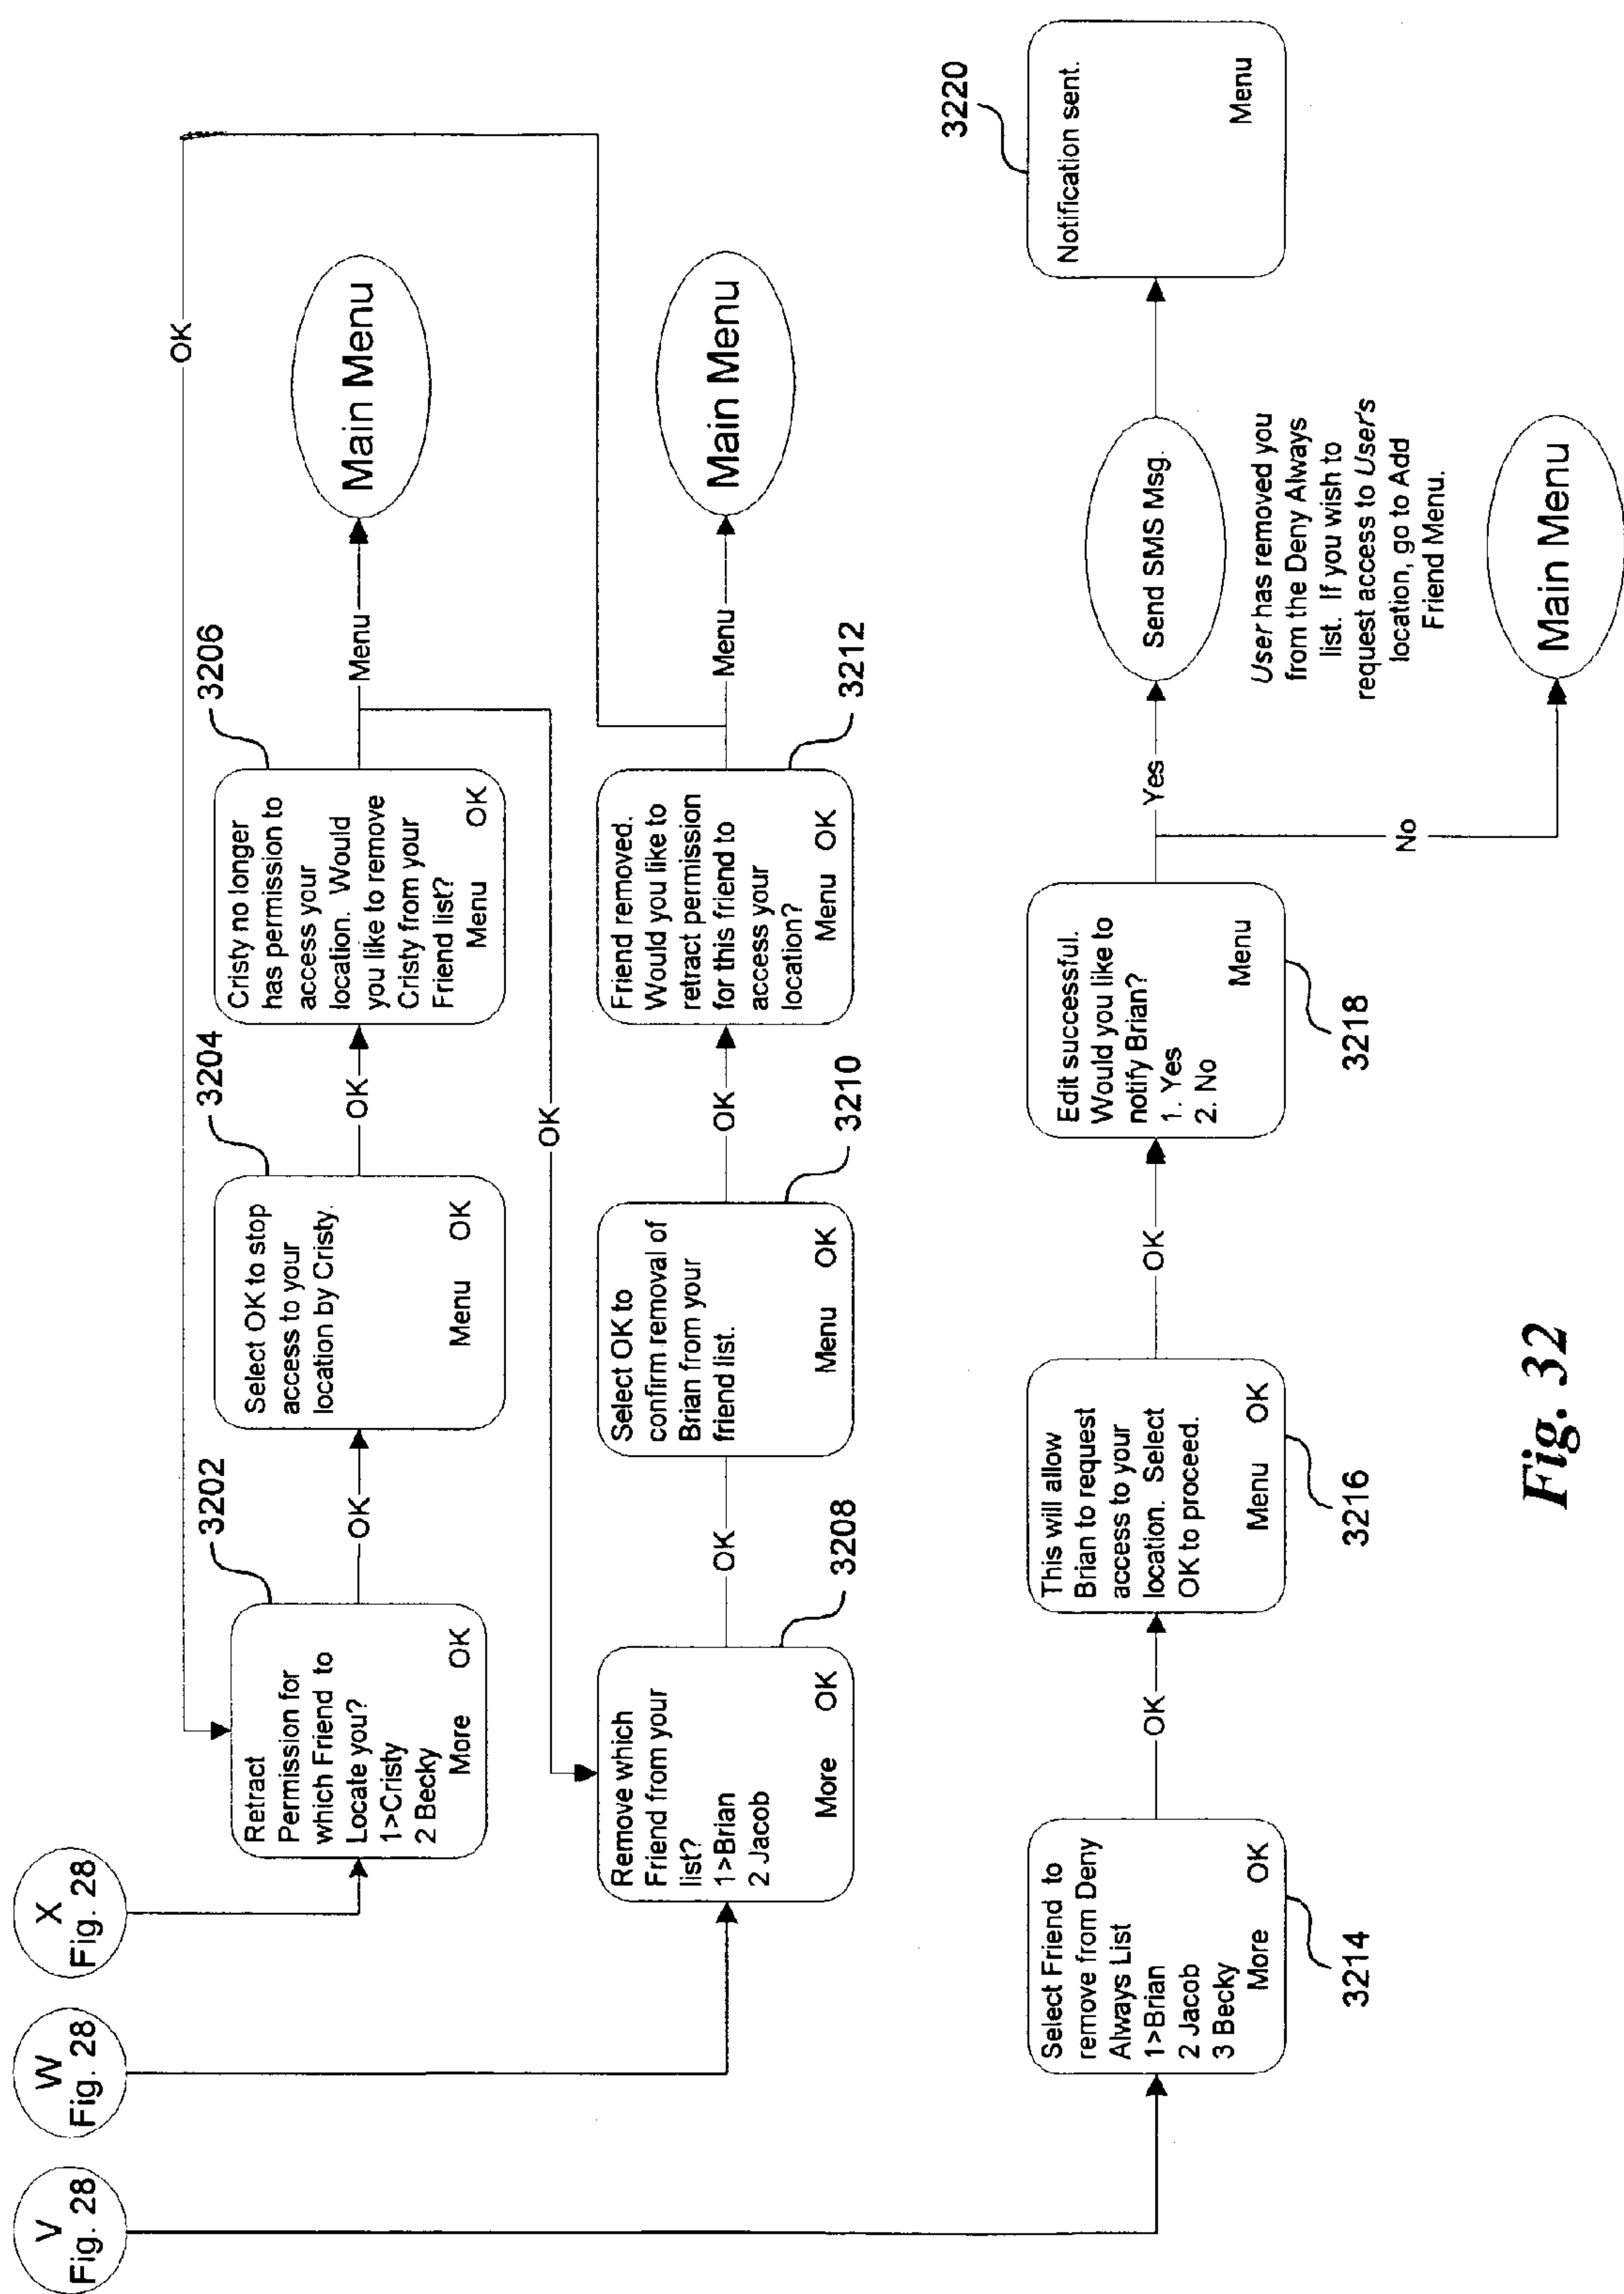 V
Fig. 28
W
Fig. 28
X
Fig. 28
OK
3202
Retract
Permission for
which Friend to
Locate you?
1>Cristy
2 Becky
More OK
OK
3204
Select OK to stop
access to your
location by Cristy.
Menu OK
OK
3206
Cristy no longer
has permission to
access your
location. Would
you like to remove
Cristy from your
Friend list?
Menu OK
Menu
Main Menu
OK
Remove which
Friend from your
list?
1>Brian
2 Jacob
More OK
3208
OK
Select OK to
confirm removal of
Brian from your
friend list.
Menu OK
3210
OK
Friend removed.
Would you like to
retract permission
for this friend to
access your
location?
Menu OK
3212
Menu
Main Menu
Select Friend to
remove from Deny
Always List
1>Brian
2 Jacob
3 Becky
More OK
3214
OK
This will allow
Brian to request
access to your
location. Select
OK to proceed.
Menu OK
3216
OK
Edit successful.
Would you like to
notify Brian?
1. Yes
2. No
Menu
3218
Yes
Send SMS Msg.
User has removed you
from the Deny Always
list. If you wish to
request access to User's
location, go to Add
Friend Menu.
3220
Notification sent.
Menu
No
Main Menu
Fig. 32